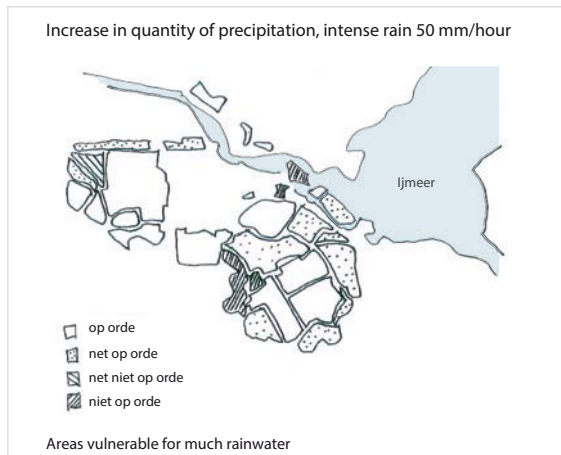 Increase in quantity of precipitation, intense rain 50 mm/hour
Ijmeer
op orde
net op orde
net niet op orde
niet op orde
Areas vulnerable for much rainwater